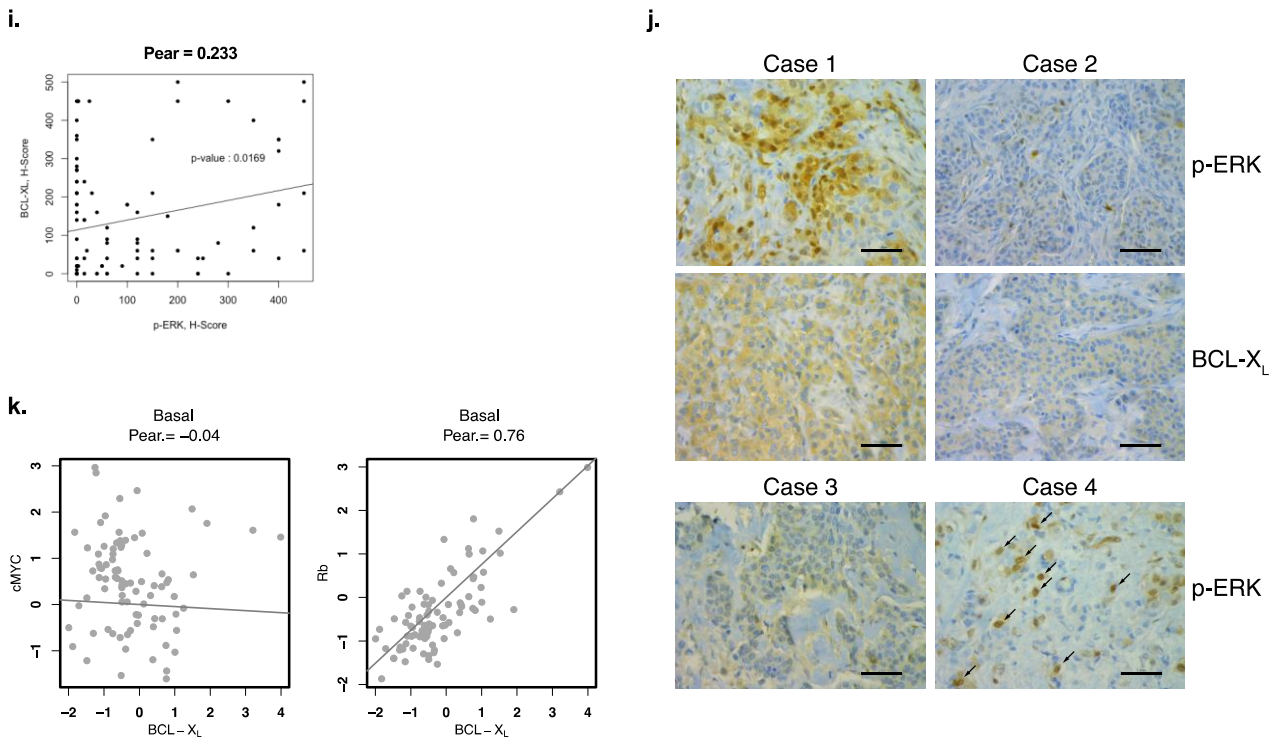 i.
Pear = 0.233
500
400
300
200
100
0
BCL-XL, H-Score
p-value : 0.0169
0 100 200 300 400
p-ERK, H-Score
j.
Case 1 Case 2
p-ERK
BCL-XL
Case 3 Case 4
p-ERK
k.
Basal
Pear.= −0.04
3
2
1
0
−1
cMYC
−2 −1 0 1 2 3 4
BCL – XL
Basal
Pear.= 0.76
3
2
1
0
−1
−2
Rb
−2 −1 0 1 2 3 4
BCL – XL